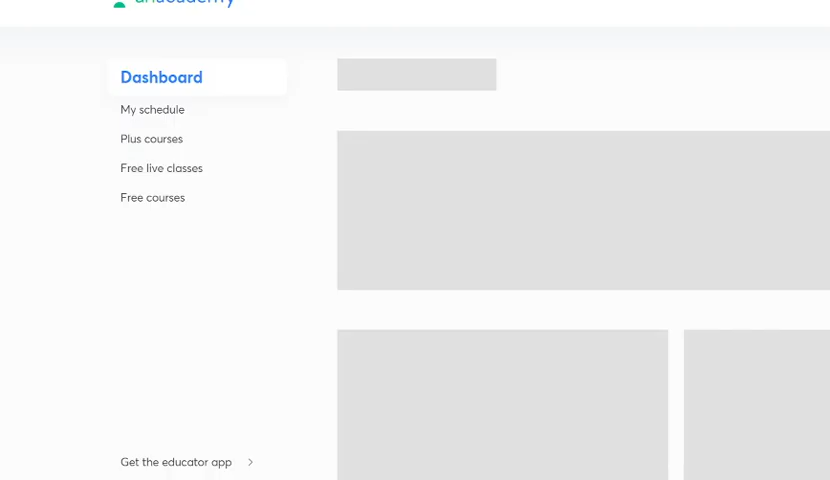 Dashboard
My schedule
Plus courses
Free live classes
Free courses
Get the educator app